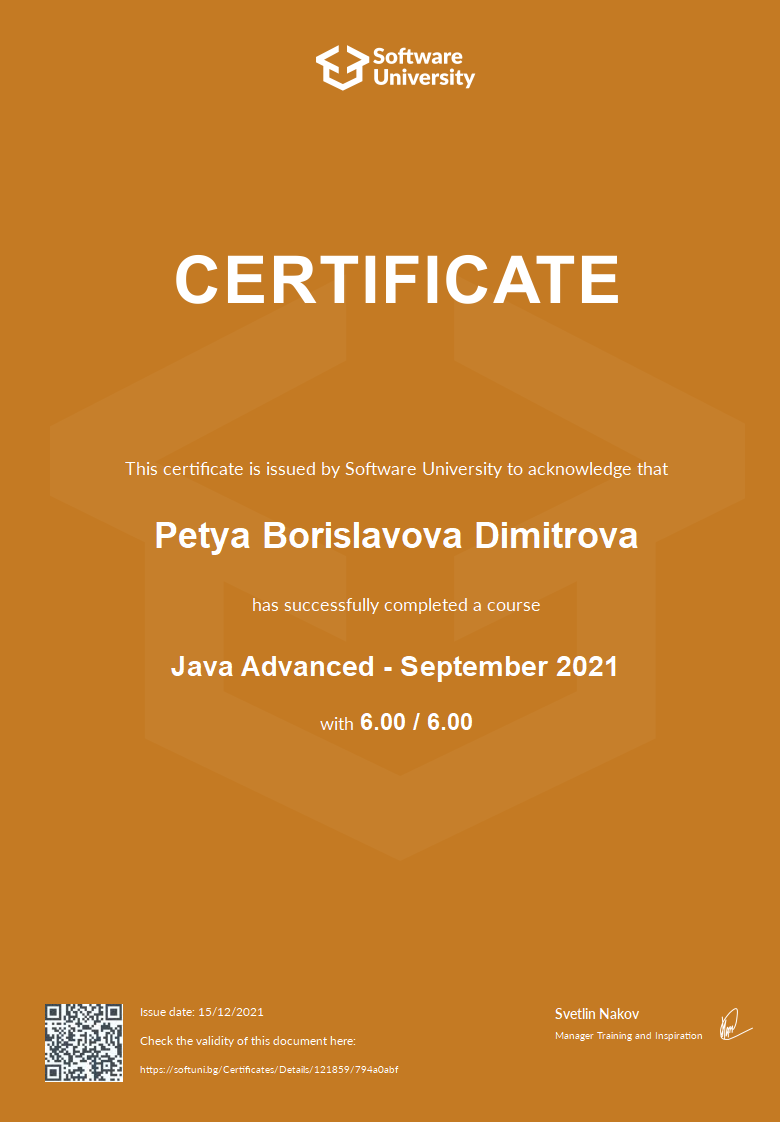 Software
University
CERTIFICATE
This certificate is issued by Software University to acknowledge that
Petya Borislavova Dimitrova
has successfully completed a course
Java Advanced - September 2021
with 6.00 / 6.00
Issue date: 15/12/2021
Check the validity of this document here:
https://softuni.bg/Certificates/Details/121859/794a0abf
Svetlin Nakov
Manager Training and Inspiration